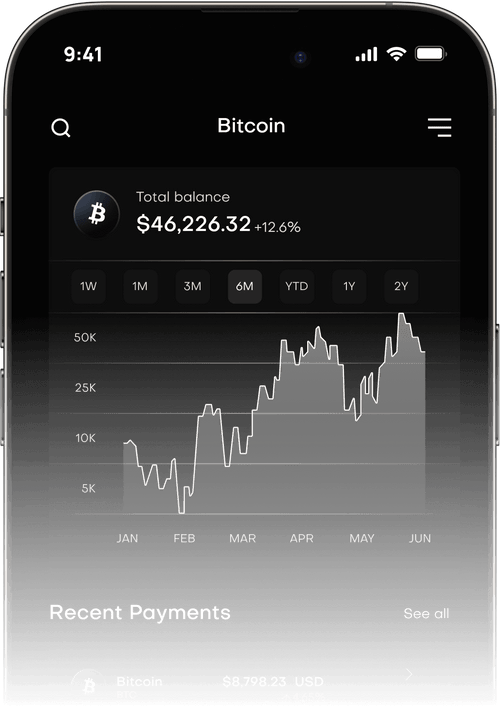 9:41
Bitcoin
Total balance
$46,226.32 +12.6%
1W 1M 3M 6M YTD 1Y 2Y
50K
25K
10K
5K
JAN FEB MAR APR MAY JUN
Recent Payments See all
Bitcoin $8,798.23 USD